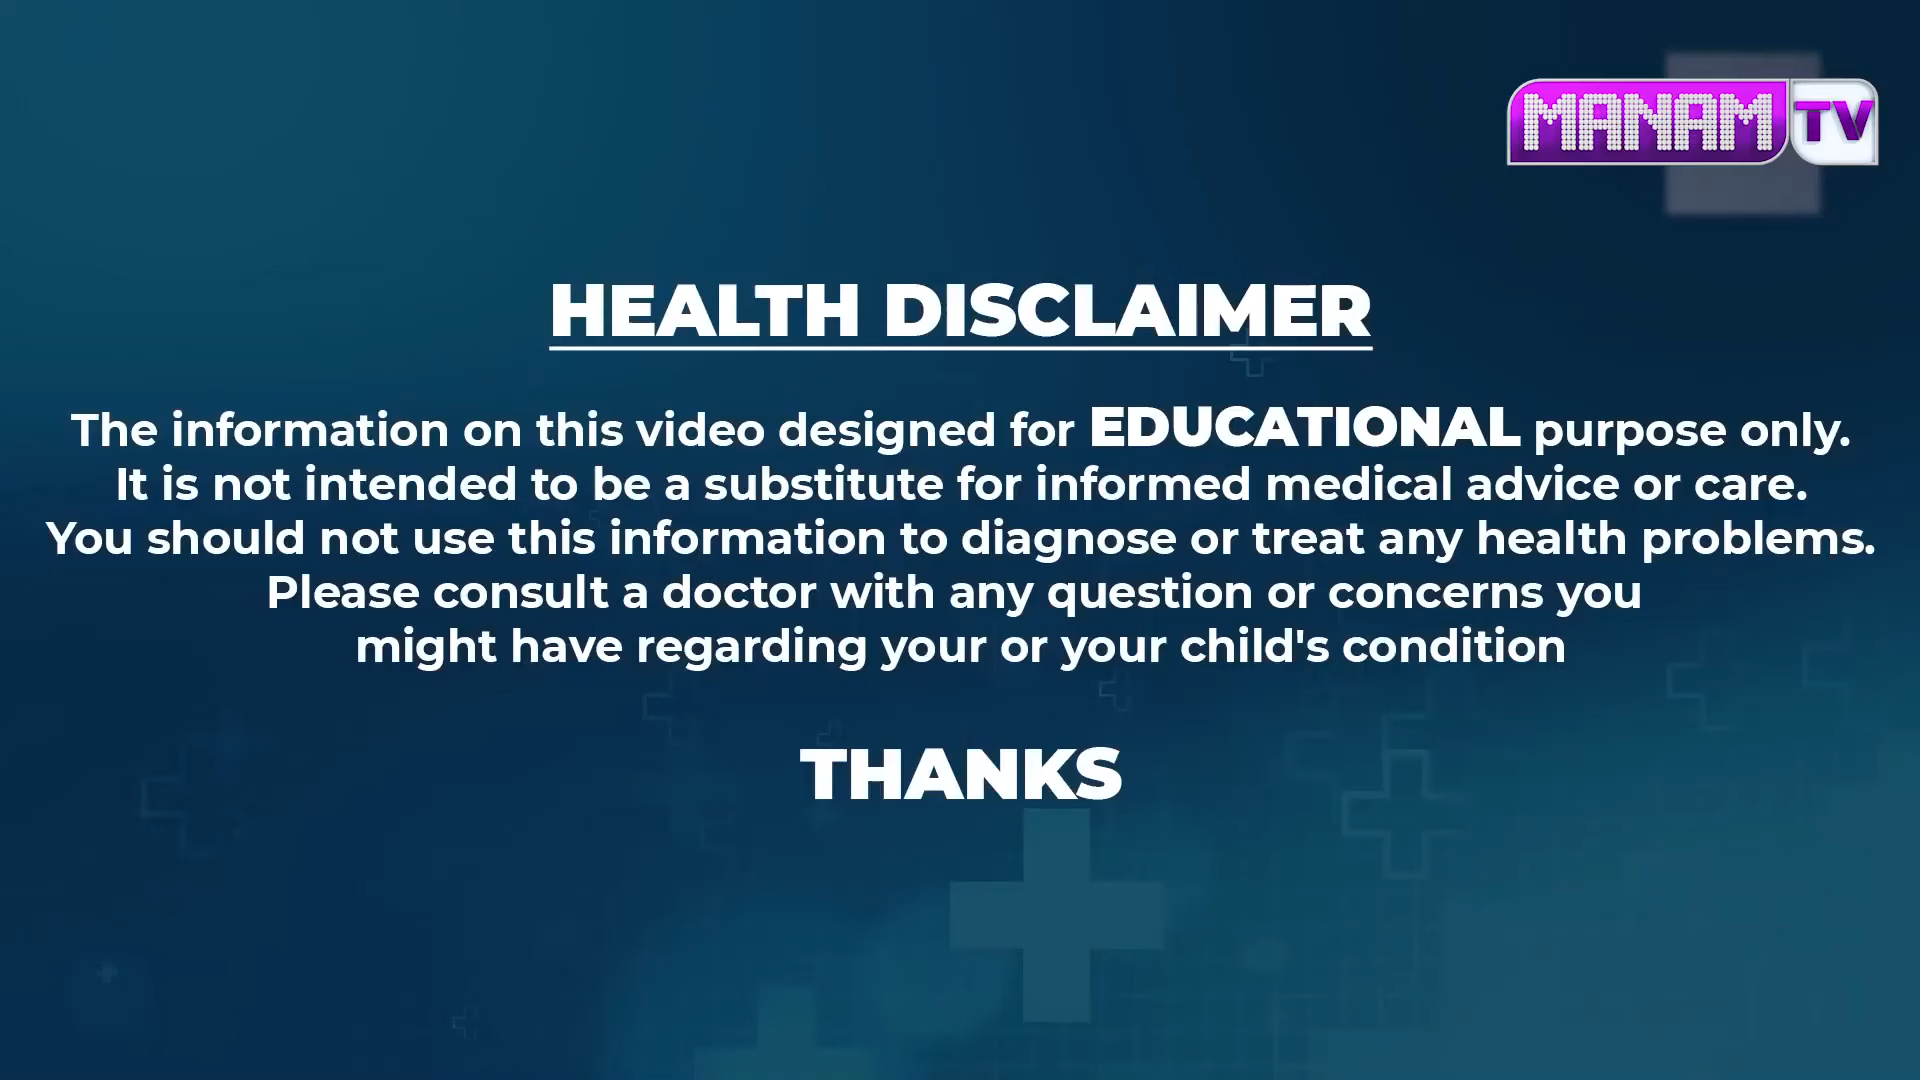 MANAM TV
HEALTH DISCLAIMER
The information on this video designed for EDUCATIONAL purpose only.
It is not intended to be a substitute for informed medical advice or care.
You should not use this information to diagnose or treat any health problems.
Please consult a doctor with any question or concerns you
might have regarding your or your child's condition
THANKS